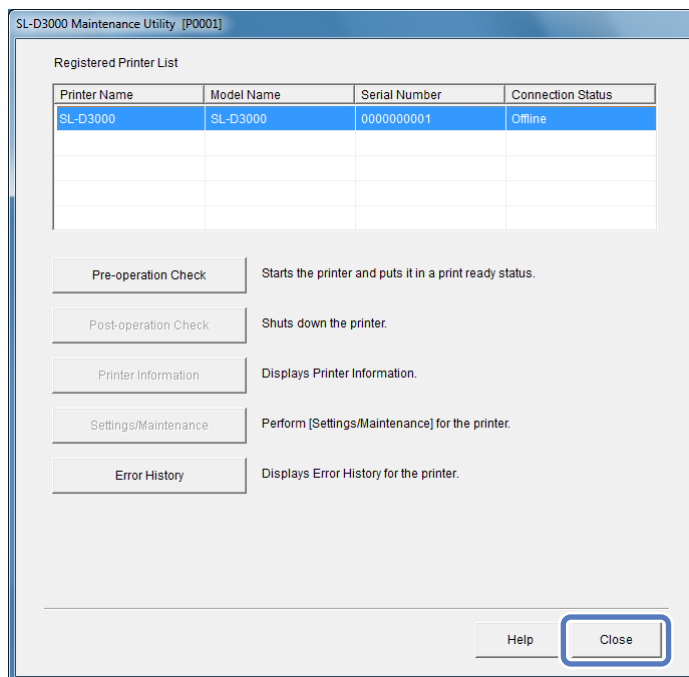 SL-D3000 Maintenance Utility [P0001]
Registered Printer List
Printer Name Model Name Serial Number Connection Status
SL-D3000 SL-D3000 0000000001 Offline
Pre-operation Check Starts the printer and puts it in a print ready status.
Post-operation Check Shuts down the printer.
Printer Information Displays Printer Information.
Settings/Maintenance Perform [Settings/Maintenance] for the printer.
Error History Displays Error History for the printer.
Help Close